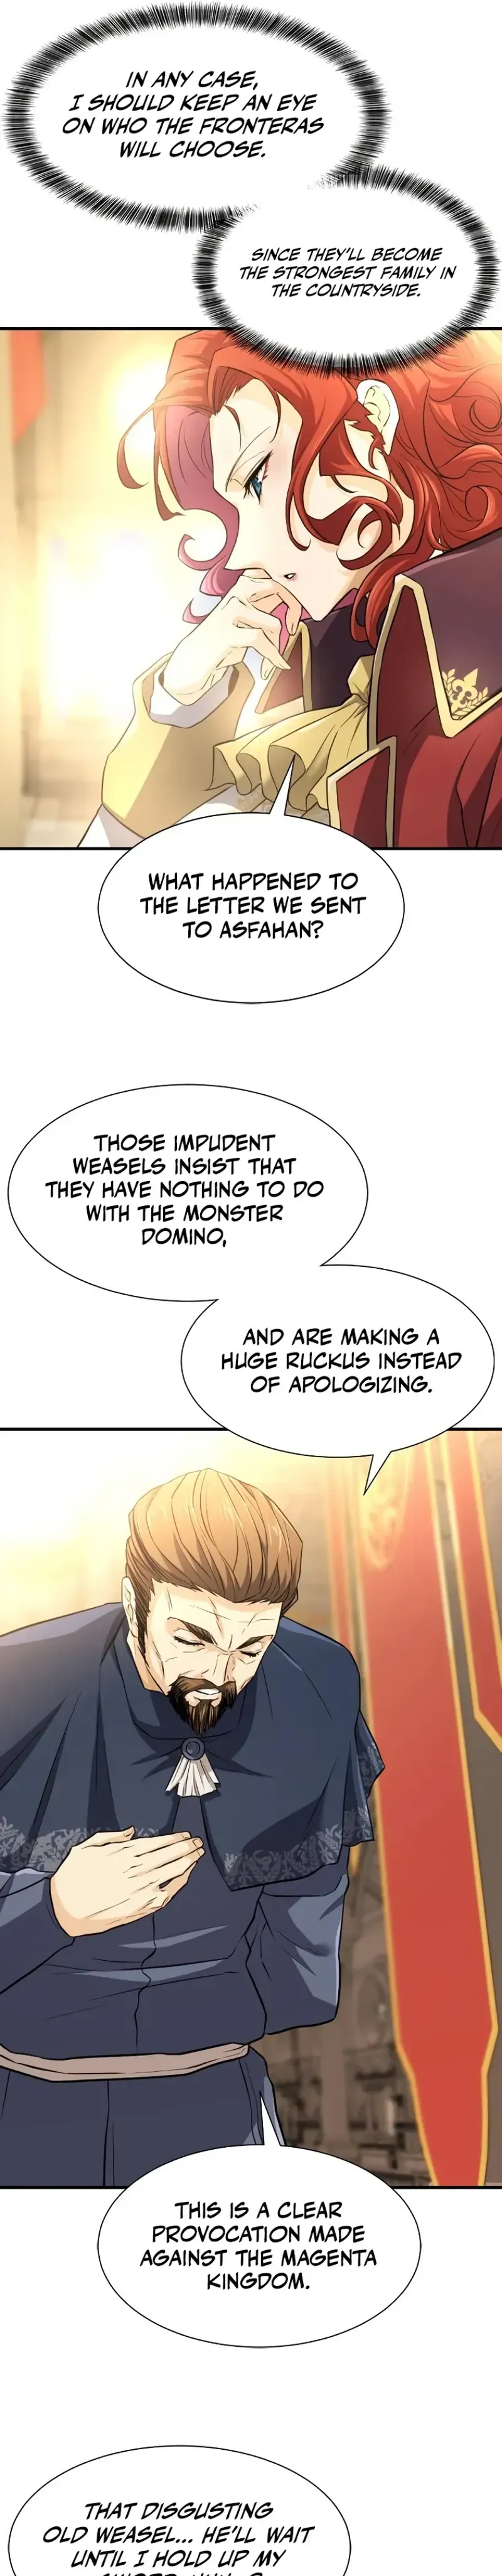 IN ANY CASE,
I SHOULD KEEP AN EYE
ON WHO THE FRONTERAS
WILL CHOOSE.
SINCE THEY'LL BECOME
THE STRONGEST FAMILY IN
THE COUNTRYSIDE.
WHAT HAPPENED TO
THE LETTER WE SENT
TO ASFAHAN?
THOSE IMPUDENT
WEASELS INSIST THAT
THEY HAVE NOTHING TO DO
WITH THE MONSTER
DOMINO,
AND ARE MAKING A
HUGE RUCKUS INSTEAD
OF APOLOGIZING.
THIS IS A CLEAR
PROVOCATION MADE
AGAINST THE MAGENTA
KINGDOM.
THAT DISGUSTING
OLD WEASEL... HE'LL WAIT
UNTIL I HOLD UP MY